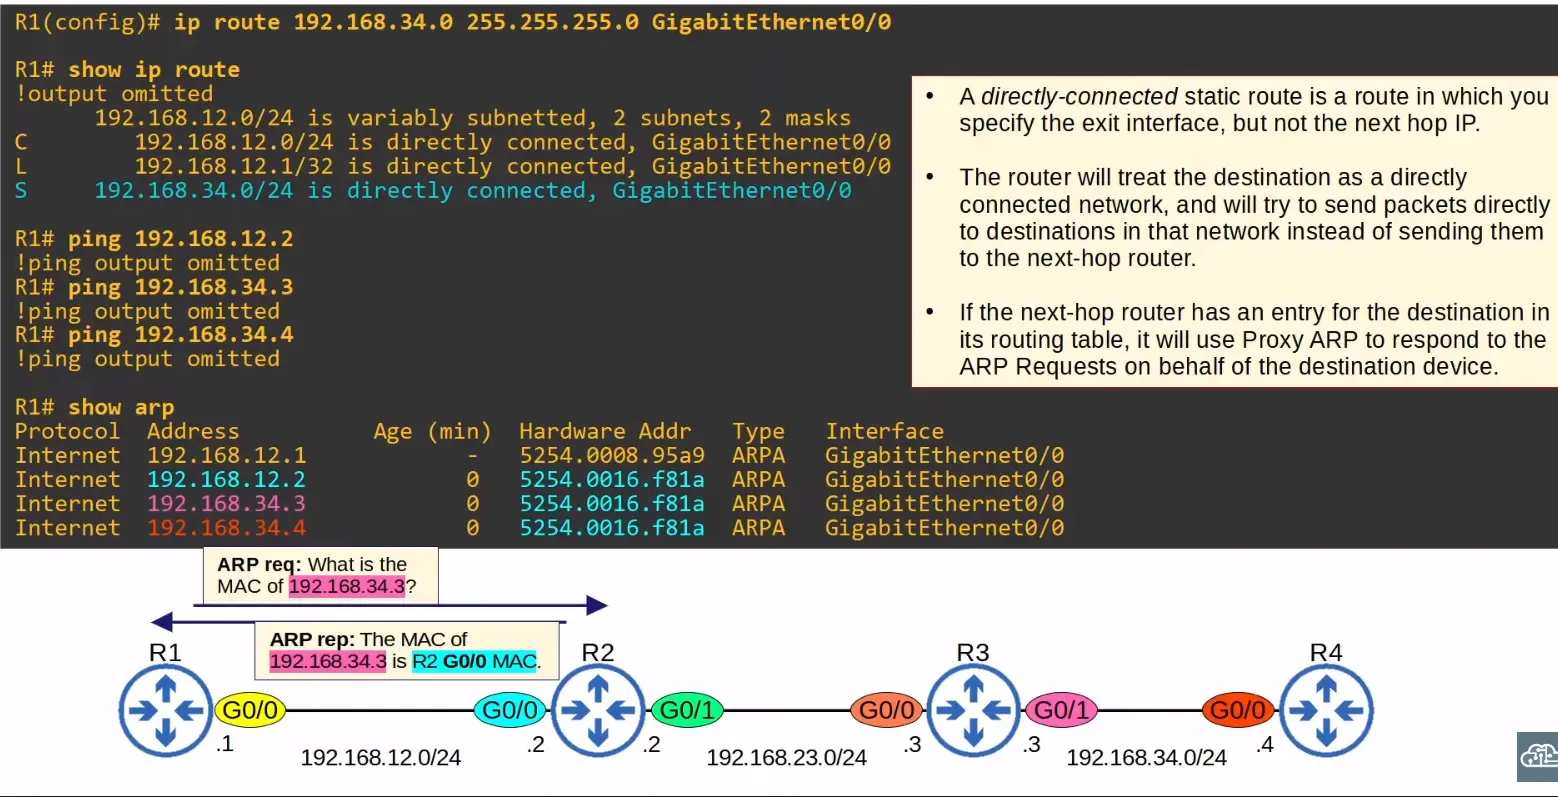 R1(config)# ip route 192.168.34.0 255.255.255.0 GigabitEthernet0/0
R1# show ip route
!output omitted
192.168.12.0/24 is variably subnetted, 2 subnets, 2 masks
C 192.168.12.0/24 is directly connected, GigabitEthernet0/0
L 192.168.12.1/32 is directly connected, GigabitEthernet0/0
S 192.168.34.0/24 is directly connected, GigabitEthernet0/0
R1# ping 192.168.12.2
!ping output omitted
R1# ping 192.168.34.3
!ping output omitted
R1# ping 192.168.34.4
!ping output omitted
R1# show arp
Protocol Address Age (min) Hardware Addr Type Interface
Internet 192.168.12.1 - 5254.0008.95a9 ARPA GigabitEthernet0/0
Internet 192.168.12.2 0 5254.0016.f81a ARPA GigabitEthernet0/0
Internet 192.168.34.3 0 5254.0016.f81a ARPA GigabitEthernet0/0
Internet 192.168.34.4 0 5254.0016.f81a ARPA GigabitEthernet0/0
• A directly-connected static route is a route in which you
specify the exit interface, but not the next hop IP.
• The router will treat the destination as a directly
connected network, and will try to send packets directly
to destinations in that network instead of sending them
to the next-hop router.
• If the next-hop router has an entry for the destination in
its routing table, it will use Proxy ARP to respond to the
ARP Requests on behalf of the destination device.
ARP req: What is the
MAC of 192.168.34.3?
ARP rep: The MAC of
192.168.34.3 is R2 G0/0 MAC.
R1 R2 R3 R4
G0/0 G0/0 G0/1 G0/0 G0/1 G0/0
.1 .2 .2 .3 .3 .4
192.168.12.0/24 192.168.23.0/24 192.168.34.0/24